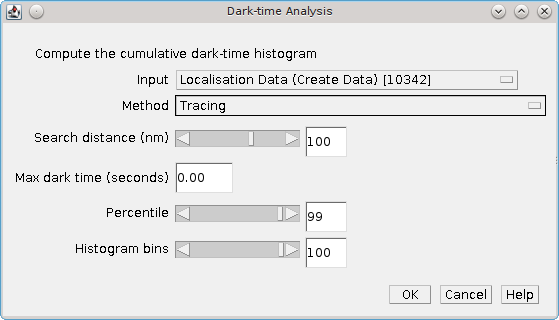 Dark-time Analysis
Compute the cumulative dark-time histogram
Input Localisation Data (Create Data) [10342]
Method Tracing
Search distance (nm) 100
Max dark time (seconds) 0.00
Percentile 99
Histogram bins 100
OK Cancel Help